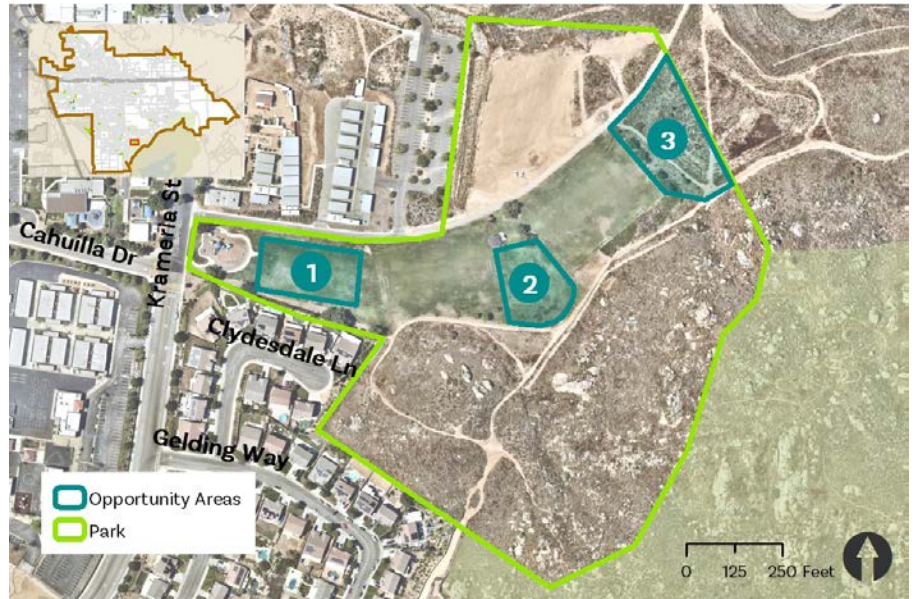 3
1
2
Cahuilla Dr
Krameria St
Clydesdale Ln
Gelding Way
Opportunity Areas
Park
0 125 250 Feet